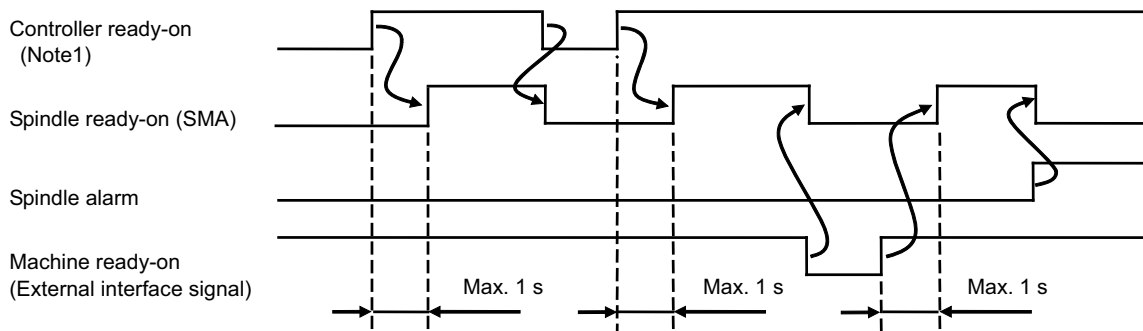 Controller ready-on
(Note1)
Spindle ready-on (SMA)
Spindle alarm
Machine ready-on
(External interface signal)
Max. 1 s
Max. 1 s
Max. 1 s